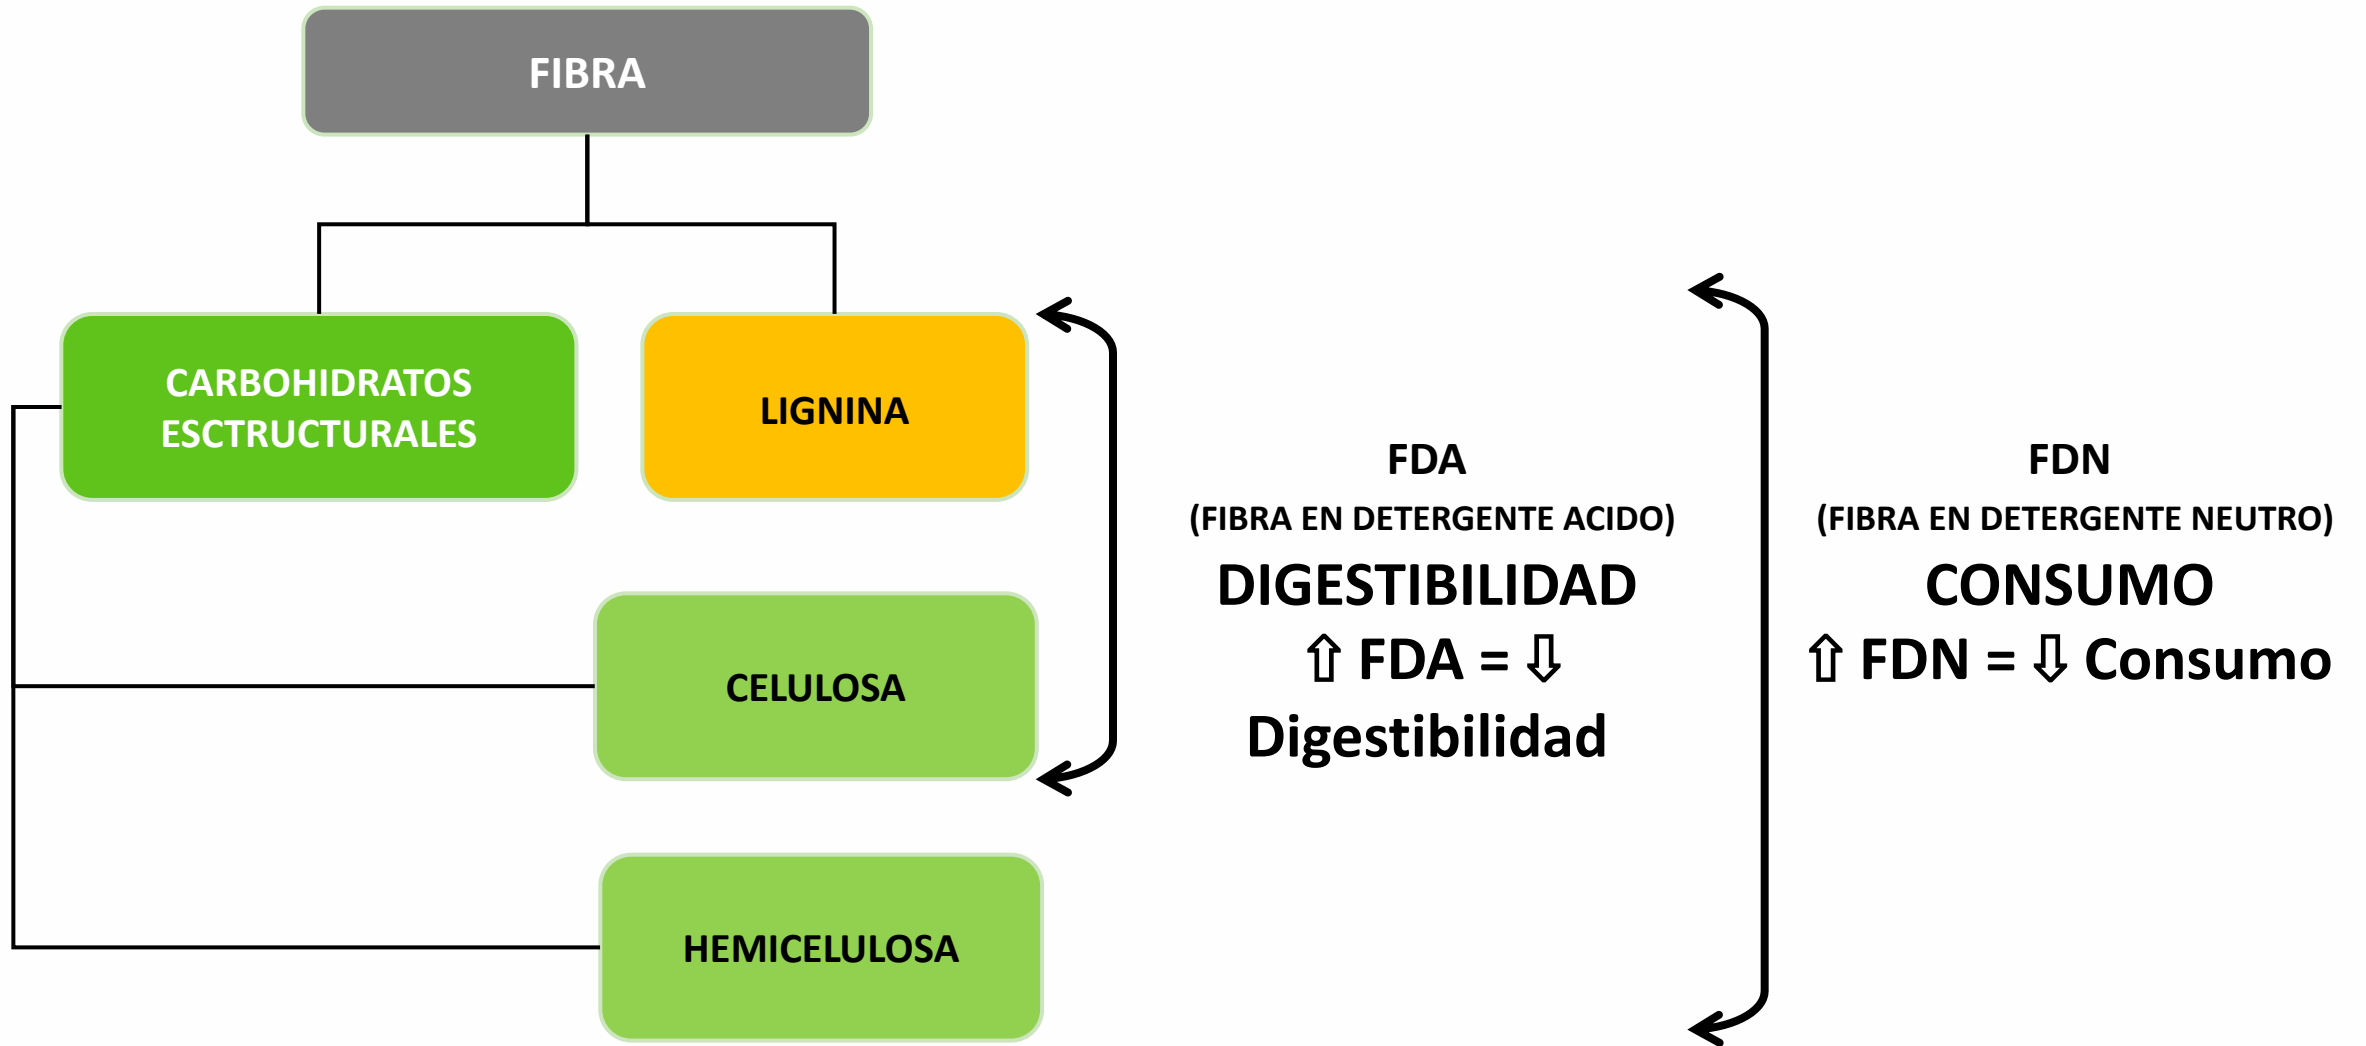 FIBRA
CARBOHIDRATOS
ESCTRUCTURALES
LIGNINA
CELULOSA
HEMICELULOSA
FDA
(FIBRA EN DETERGENTE ACIDO)
DIGESTIBILIDAD
⇧ FDA = ⇩
Digestibilidad
FDN
(FIBRA EN DETERGENTE NEUTRO)
CONSUMO
⇧ FDN = ⇩ Consumo